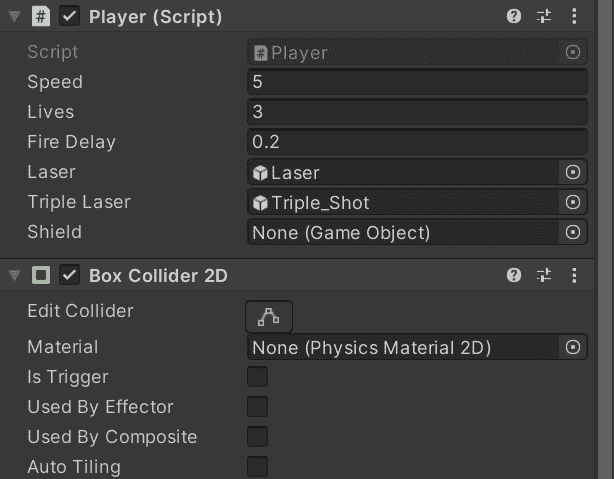 # Player (Script)
Script # Player
Speed 5
Lives 3
Fire Delay 0.2
Laser Laser
Triple Laser Triple_Shot
Shield None (Game Object)
Box Collider 2D
Edit Collider
Material None (Physics Material 2D)
Is Trigger
Used By Effector
Used By Composite
Auto Tiling